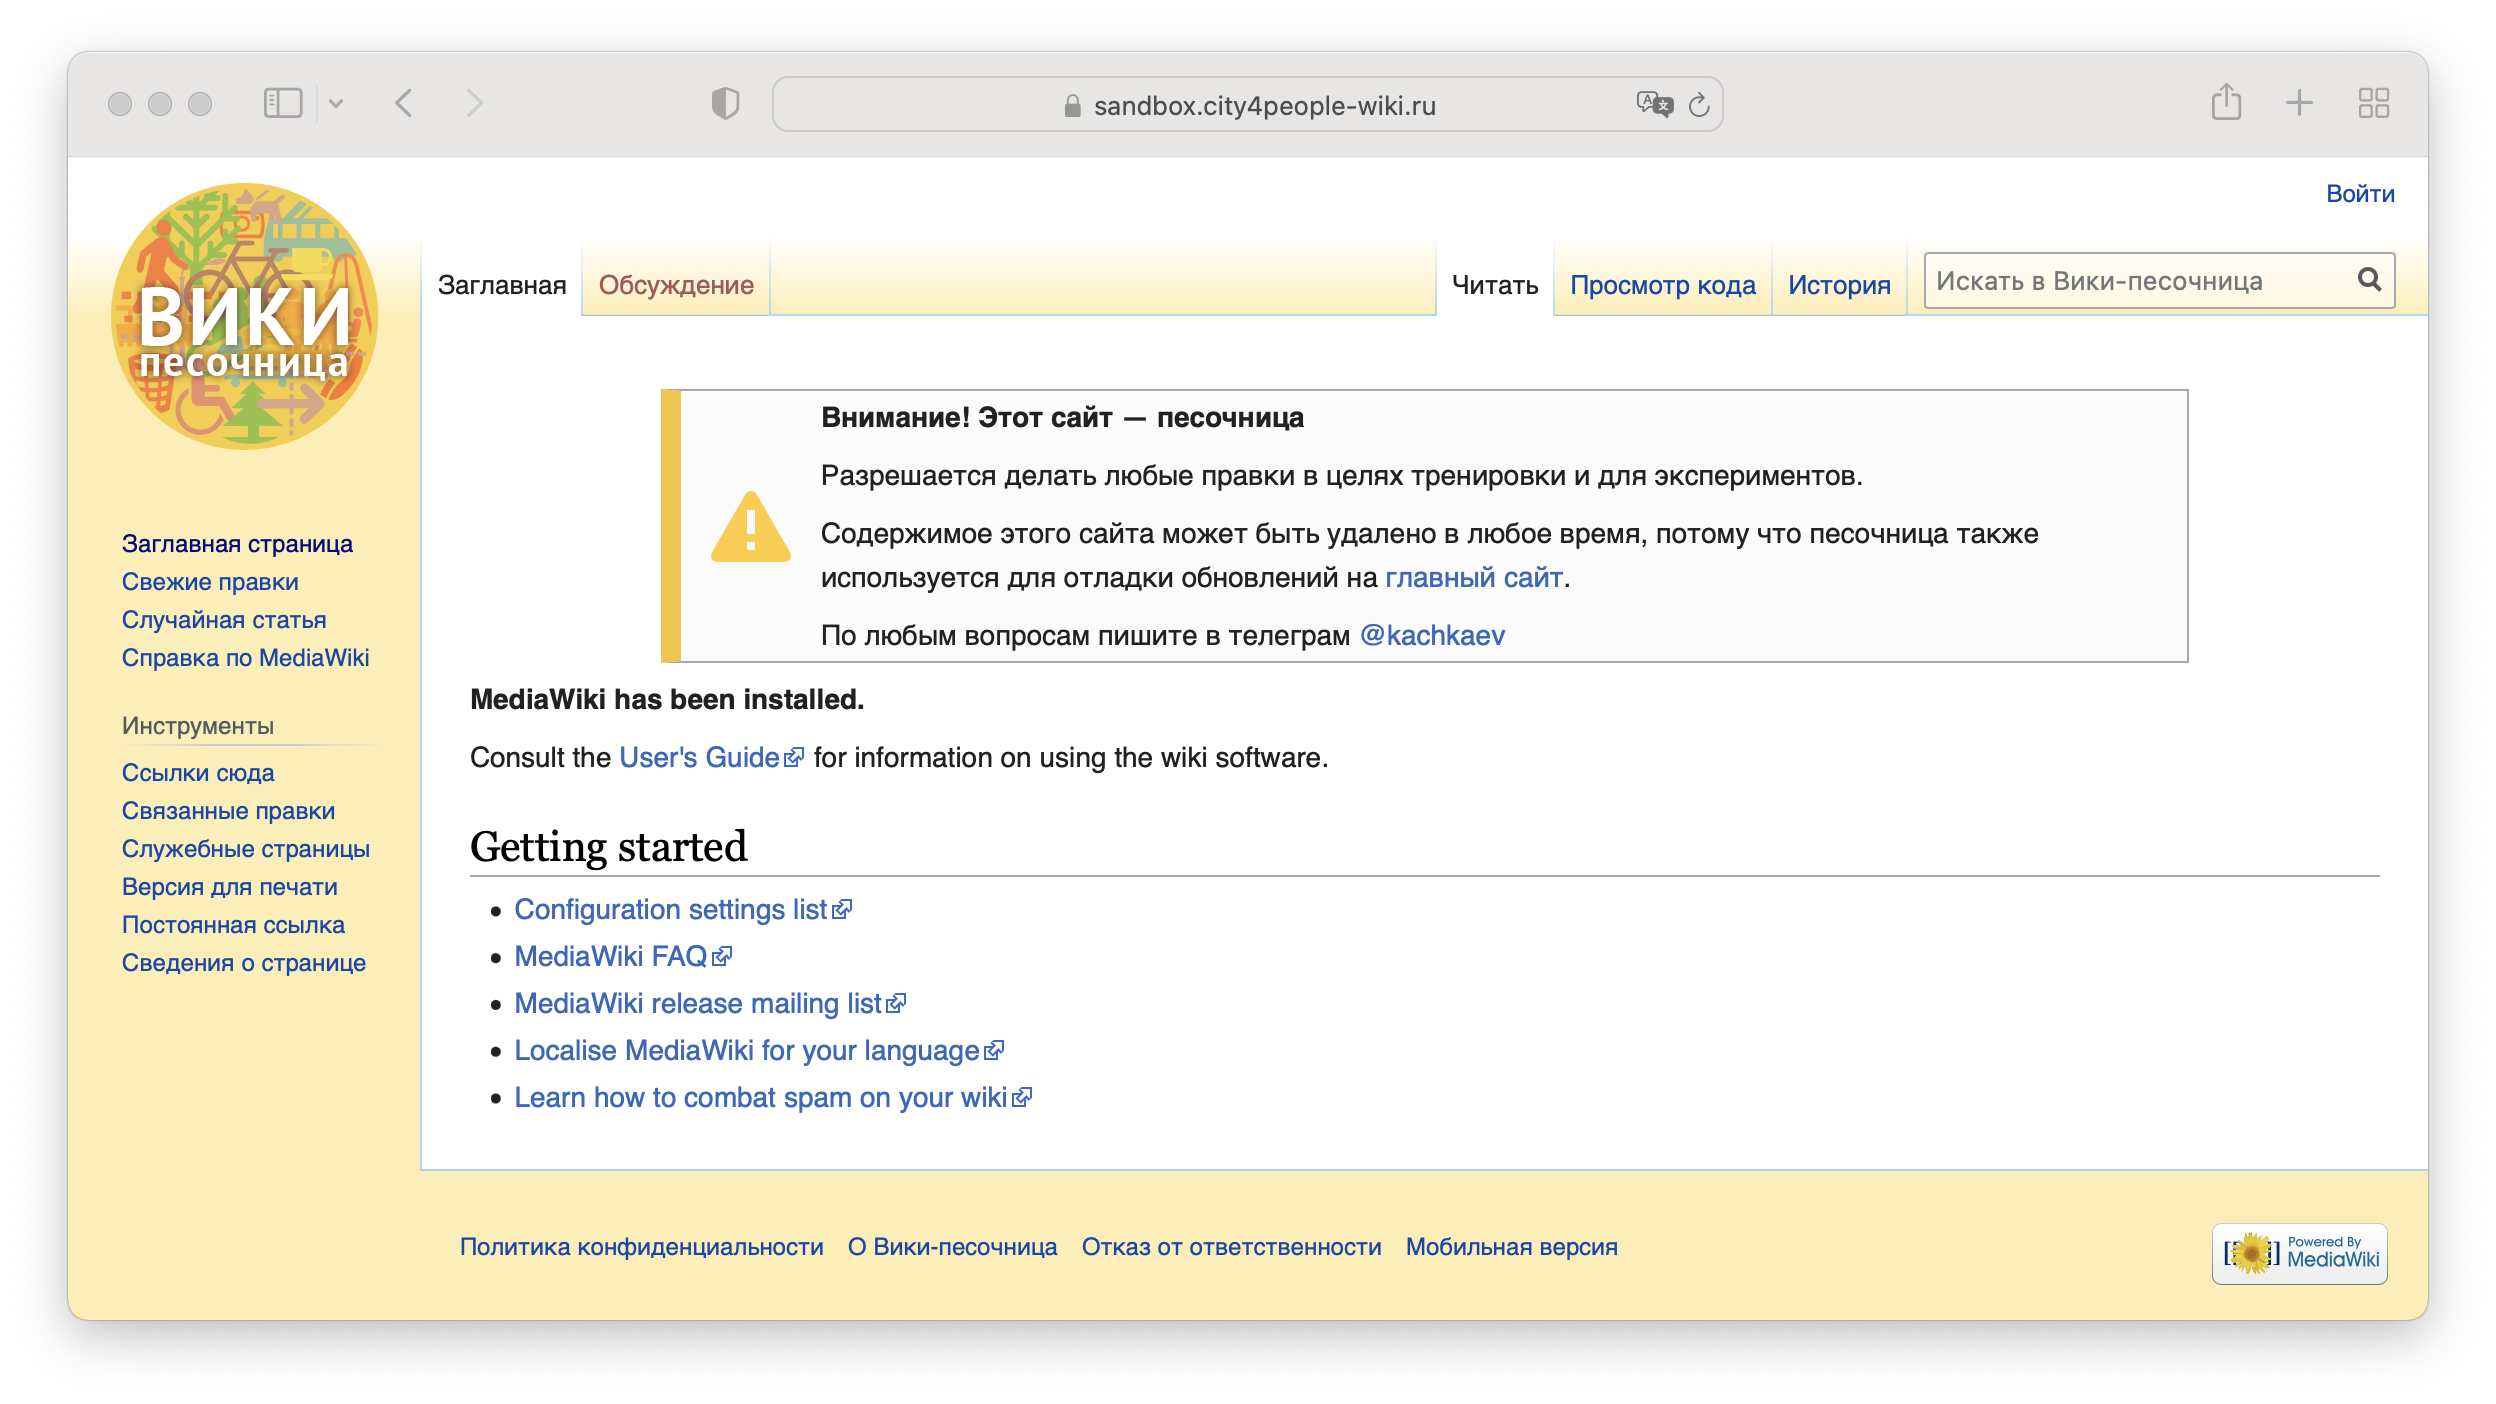 sandbox.city4people-wiki.ru
Войти
ВИКИ
песочница
Заглавная
Обсуждение
Читать
Просмотр кода
История
Искать в Вики-песочница
Внимание! Этот сайт — песочница
Разрешается делать любые правки в целях тренировки и для экспериментов.
Содержимое этого сайта может быть удалено в любое время, потому что песочница также
используется для отладки обновлений на главный сайт.
По любым вопросам пишите в телеграм @kachkaev
Заглавная страница
Свежие правки
Случайная статья
Справка по MediaWiki
Инструменты
Ссылки сюда
Связанные правки
Служебные страницы
Версия для печати
Постоянная ссылка
Сведения о странице
MediaWiki has been installed.
Consult the User's Guide for information on using the wiki software.
Getting started
Configuration settings list
MediaWiki FAQ
MediaWiki release mailing list
Localise MediaWiki for your language
Learn how to combat spam on your wiki
Политика конфиденциальности
О Вики-песочница
Отказ от ответственности
Мобильная версия
Powered By
MediaWiki